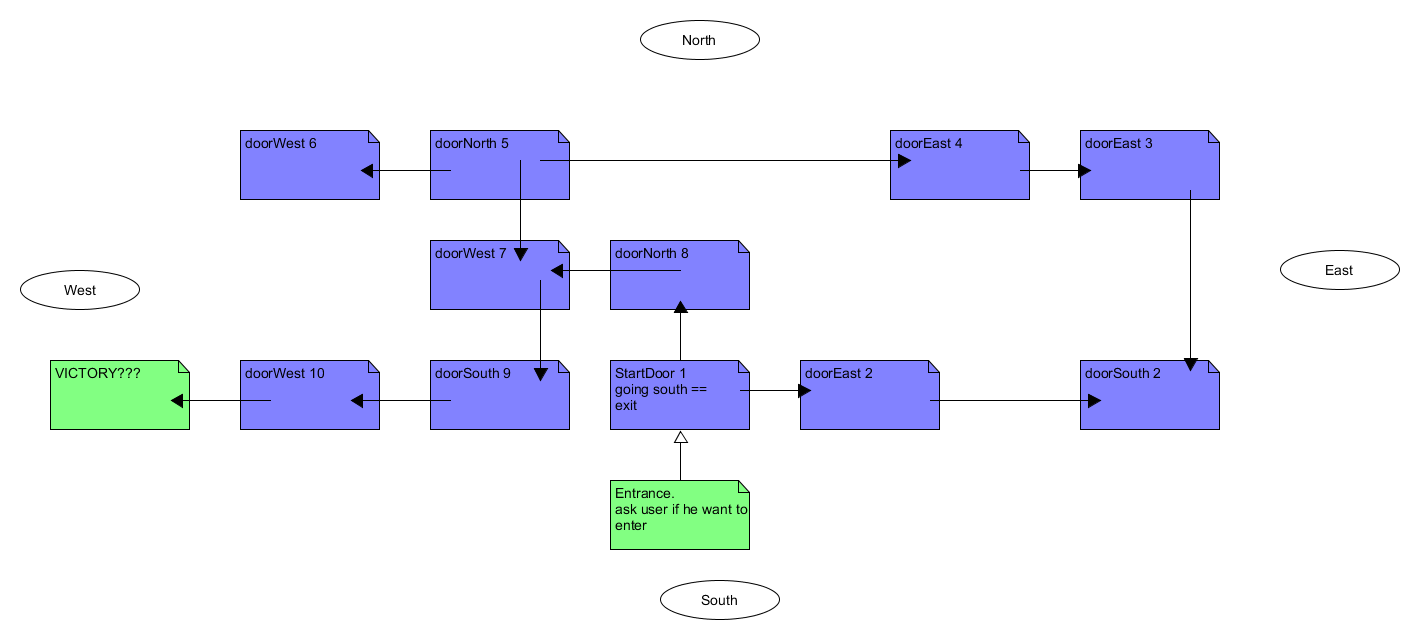 North
doorWest 6
doorNorth 5
doorEast 4
doorEast 3
doorWest 7
doorNorth 8
West
East
VICTORY???
doorWest 10
doorSouth 9
StartDoor 1
going south ==
exit
doorEast 2
doorSouth 2
Entrance.
ask user if he want to
enter
South